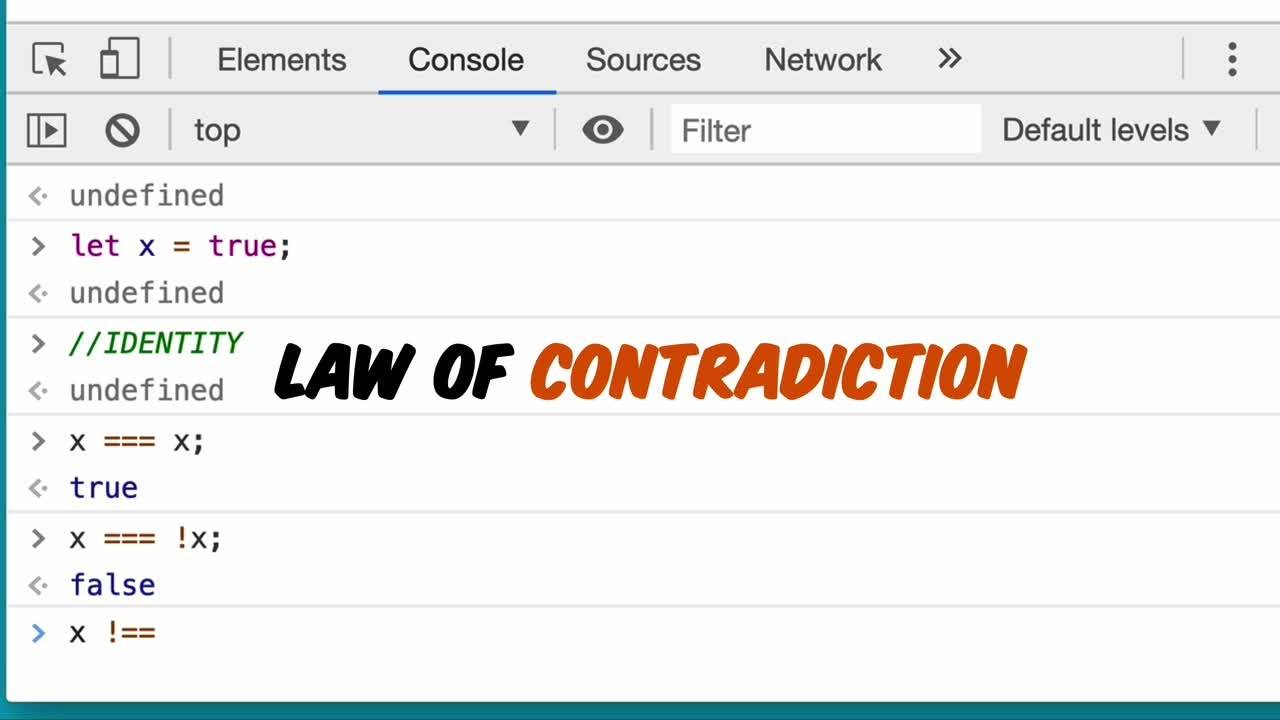 Elements Console Sources Network »
top Filter Default levels
undefined
let x = true;
undefined
//IDENTITY
LAW OF CONTRADICTION
undefined
x === x;
true
x === !x;
false
x !==